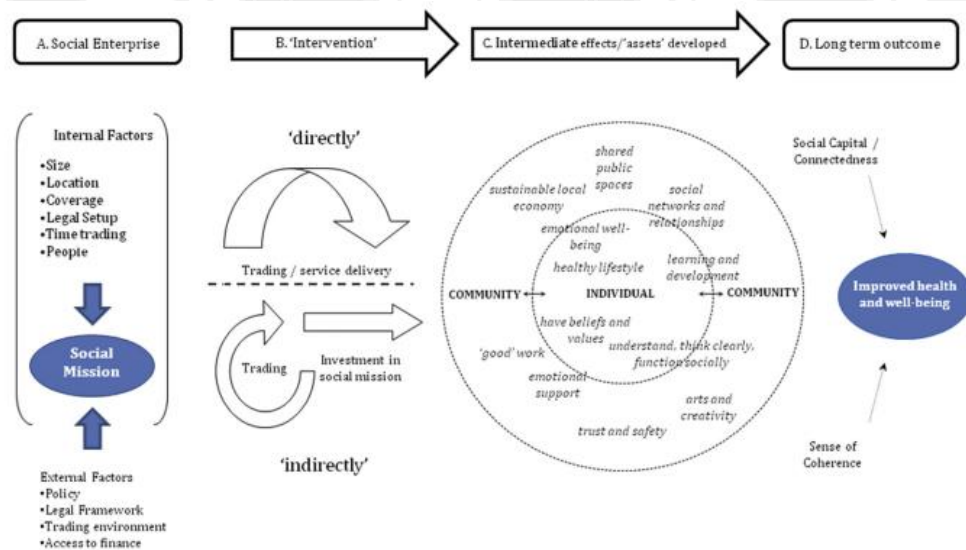 A. Social Enterprise
B. 'Intervention'
C. Intermediate effects/'assets' developed
D. Long term outcome
Internal Factors
•Size
•Location
•Coverage
•Legal Setup
•Time trading
•People
Social
Mission
External Factors
•Policy
•Legal Framework
•Trading environment
•Access to finance
'directly'
Trading / service delivery
Trading
Investment in
social mission
'indirectly'
shared
public
spaces
sustainable local
economy
social
networks and
relationships
emotional well-
being
healthy lifestyle
learning and
development
COMMUNITY
INDIVIDUAL
COMMUNITY
have beliefs and
values
'good' work
understand, think clearly,
function socially
emotional
support
arts and
creativity
trust and safety
Social Capital /
Connectedness
Improved health
and well-being
Sense of
Coherence